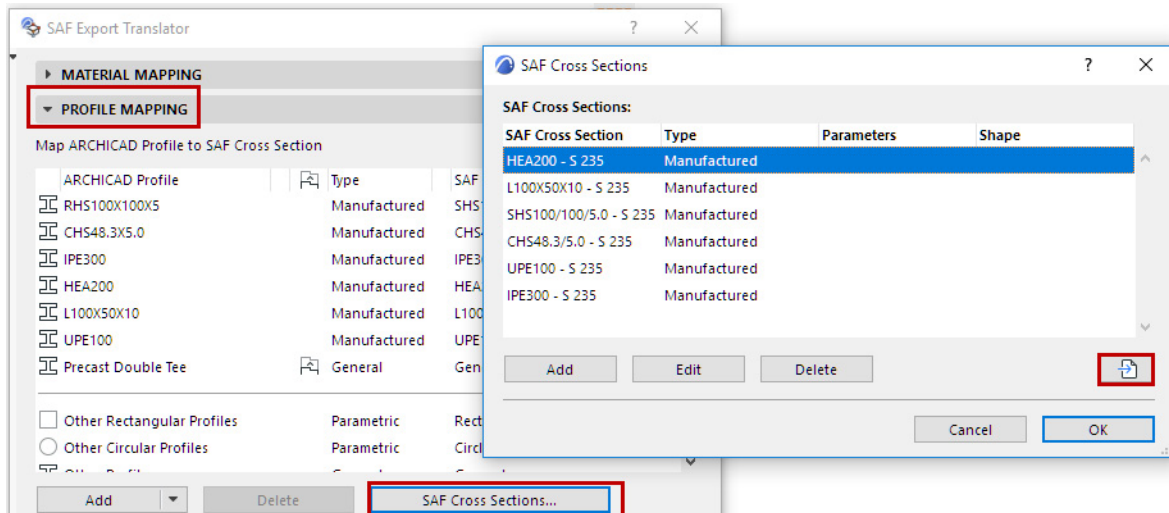 SAF Export Translator ?
MATERIAL MAPPING
PROFILE MAPPING
Map ARCHICAD Profile to SAF Cross Section
ARCHICAD Profile Type SAF
RHS100X100X5 Manufactured SHS
CHS48.3X5.0 Manufactured CHS
IPE300 Manufactured IPE3
HEA200 Manufactured HEA
L100X50X10 Manufactured L100
UPE100 Manufactured UPE
Precast Double Tee General Gen
Other Rectangular Profiles Parametric Rect
Other Circular Profiles Parametric Circl
Add Delete SAF Cross Sections...
SAF Cross Sections ?
SAF Cross Sections:
SAF Cross Section Type Parameters Shape
HEA200 - S 235 Manufactured
L100X50X10 - S 235 Manufactured
SHS100/100/5.0 - S 235 Manufactured
CHS48.3/5.0 - S 235 Manufactured
UPE100 - S 235 Manufactured
IPE300 - S 235 Manufactured
Add Edit Delete
Cancel OK